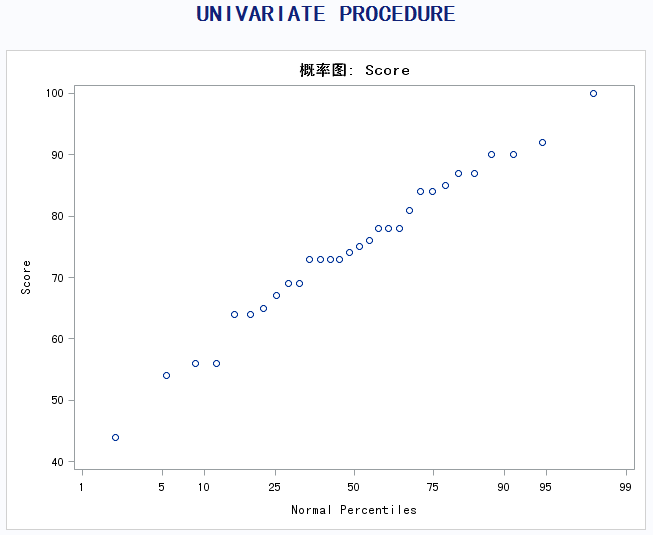 UNIVARIATE PROCEDURE
概率图: Score
100
90
80
70
60
50
40
Score
1 5 10 25 50 75 90 95 99
Normal Percentiles